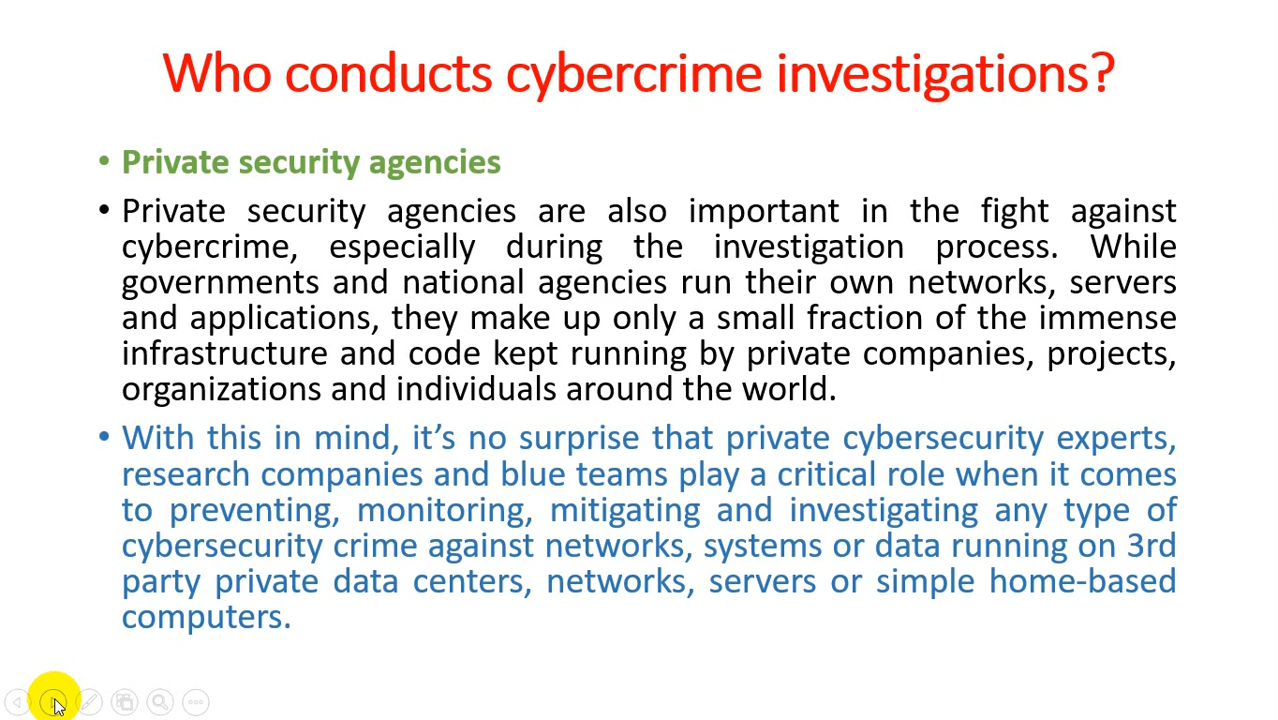 Who conducts cybercrime investigations?
• Private security agencies
• Private security agencies are also important in the fight against
cybercrime, especially during the investigation process. While
governments and national agencies run their own networks, servers
and applications, they make up only a small fraction of the immense
infrastructure and code kept running by private companies, projects,
organizations and individuals around the world.
• With this in mind, it’s no surprise that private cybersecurity experts,
research companies and blue teams play a critical role when it comes
to preventing, monitoring, mitigating and investigating any type of
cybersecurity crime against networks, systems or data running on 3rd
party private data centers, networks, servers or simple home-based
computers.